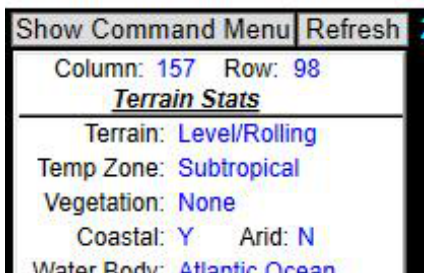 Show Command Menu Refresh
Column: 157 Row: 98
Terrain Stats
Terrain: Level/Rolling
Temp Zone: Subtropical
Vegetation: None
Coastal: Y Arid: N
Water Body: Atlantic Ocean